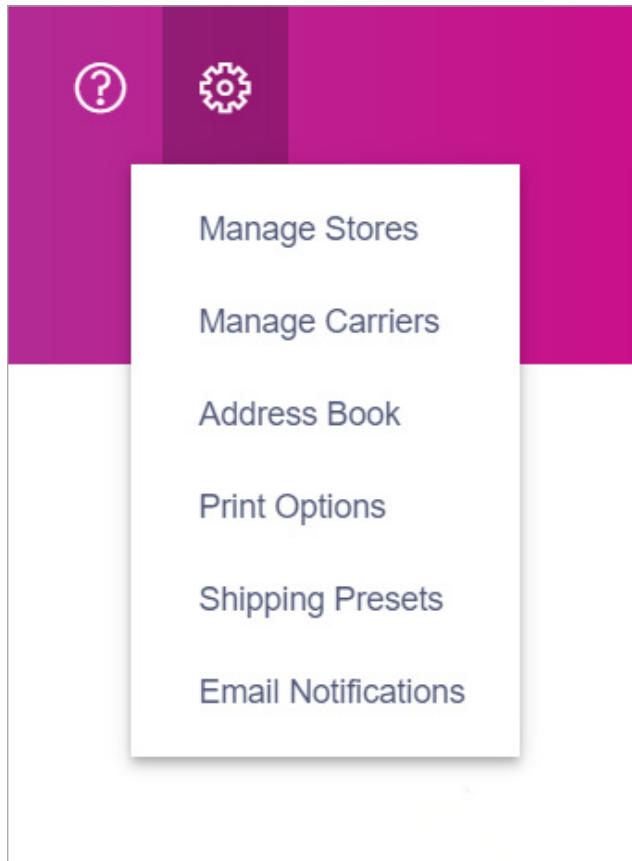 Manage Stores
Manage Carriers
Address Book
Print Options
Shipping Presets
Email Notifications